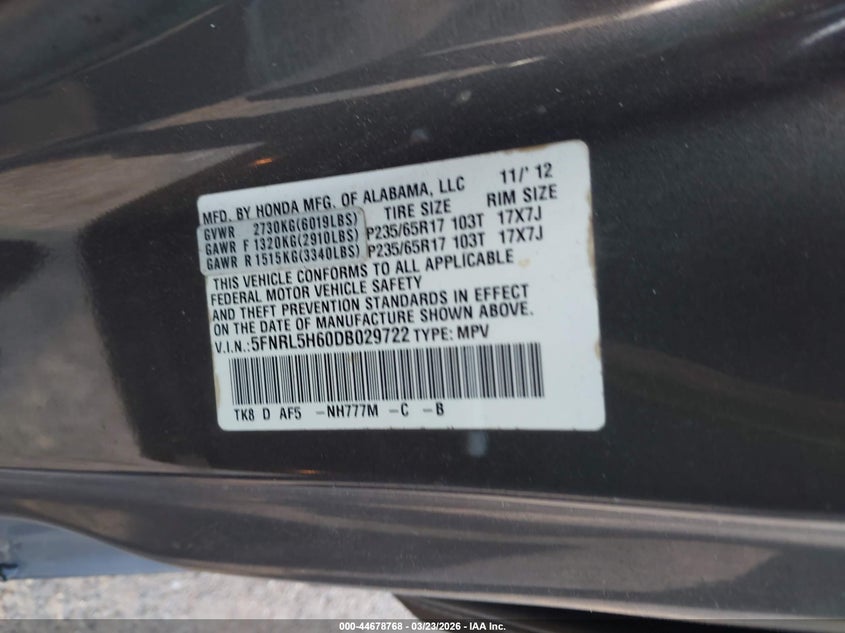 MFD. BY HONDA MFG. OF ALABAMA, LLC 11/' 12
TIRE SIZE RIM SIZE
GVWR 2730KG(6019LBS)
GAWR F 1320KG(2910LBS) P235/65R17 103T 17X7J
GAWR R 1515KG(3340LBS) P235/65R17 103T 17X7J
THIS VEHICLE CONFORMS TO ALL APPLICABLE
FEDERAL MOTOR VEHICLE SAFETY
AND THEFT PREVENTION STANDARDS IN EFFECT
ON THE DATE OF MANUFACTURE SHOWN ABOVE.
V.I.N.:5FNRL5H60DB029722 TYPE: MPV
TK8 D AF5 -NH777M -C -B
000-44678768 - 03/23/2026 - IAA Inc.